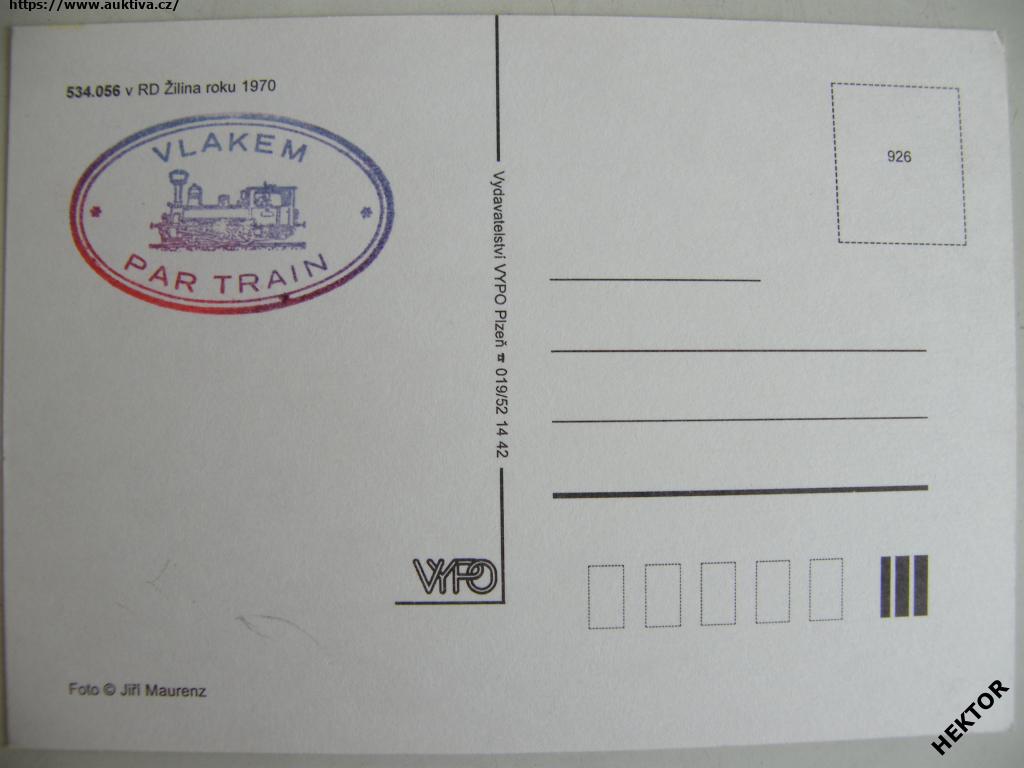 https://www.auktiva.cz/
534.056 v RD Žilina roku 1970
VLAKEM
PAR TRAIN
Vydavatelství VYPO Plzeň ☎ 019/52 14 42
926
VYPO
Foto © Jiří Maurenz
HEKTOR